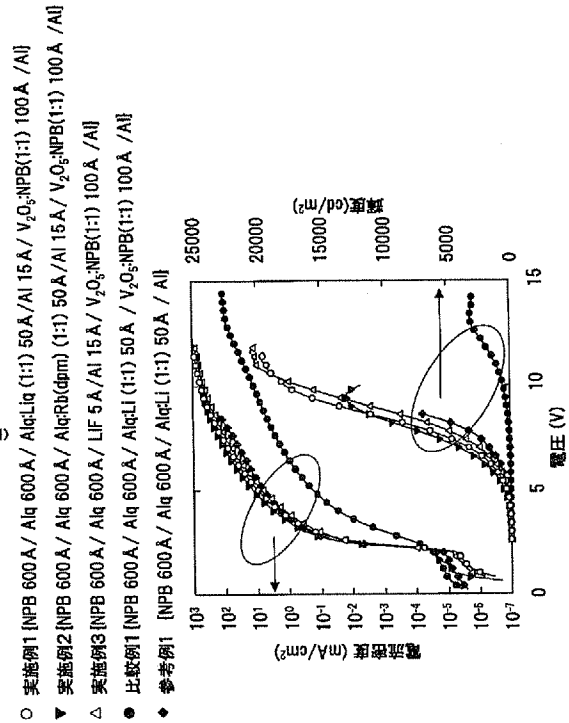 ○ 実施例1 [NPB 600Å/ Alq 600Å/ Alq:Liq (1:1) 50Å/Al 15Å/ V₂O₅:NPB(1:1) 100Å /Al]
▼ 実施例2 [NPB 600Å/ Alq 600Å/ Alq:Rb(dpm) (1:1) 50Å/Al 15Å/ V₂O₅:NPB(1:1) 100Å /Al]
△ 実施例3 [NPB 600Å/ Alq 600Å/ LiF 5Å/Al 15Å/ V₂O₅:NPB(1:1) 100Å /Al]
● 比較例1 [NPB 600Å/ Alq 600Å/ Alq:Li (1:1) 50Å / V₂O₅:NPB(1:1) 100Å /Al]
◆ 参考例1 [NPB 600Å/ Alq 600Å/ Alq:Li (1:1) 50Å / Al]
電流密度 (mA/cm²)
10³
10²
10¹
10⁰
10⁻¹
10⁻²
10⁻³
10⁻⁴
10⁻⁵
10⁻⁶
10⁻⁷
輝度(cd/m²)
25000
20000
15000
10000
5000
0
0
5
10
15
電圧 (V)